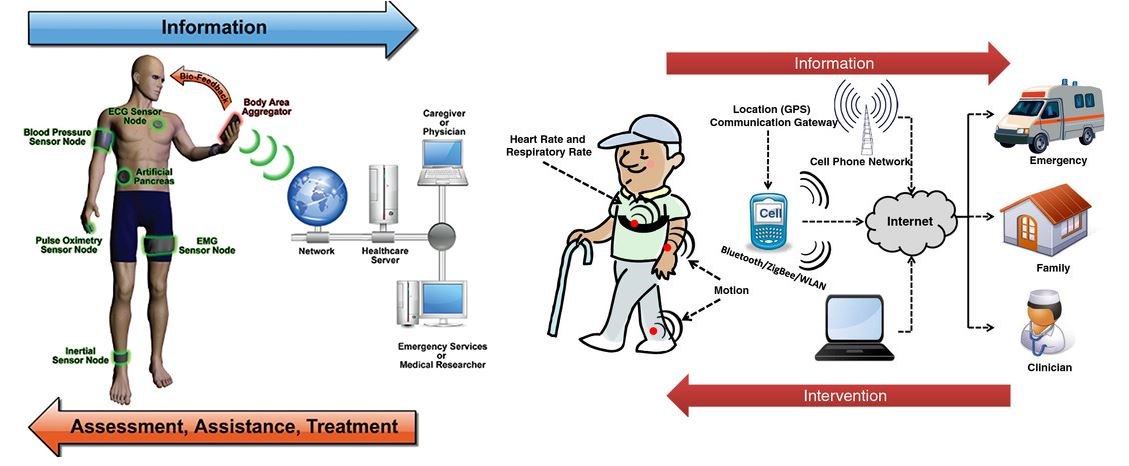 Information
Bio-Feedback
Body Area
Aggregator
ECG Sensor
Node
Blood Pressure
Sensor Node
Artificial
Pancreas
Pulse Oximetry
Sensor Node
EMG
Sensor Node
Inertial
Sensor Node
Caregiver
or
Physician
Network
Healthcare
Server
Emergency Services
or
Medical Researcher
Assessment, Assistance, Treatment
Information
Location (GPS)
Communication Gateway
Heart Rate and
Respiratory Rate
Cell Phone Network
Cell
Internet
Bluetooth/ZigBee/WLAN
Motion
Emergency
Family
Clinician
Intervention